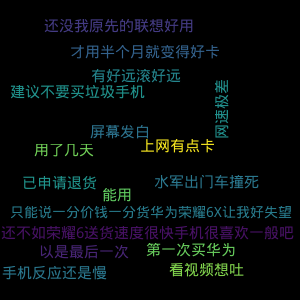 还没我原先的联想好用
才用半个月就变得好卡
有好远滚好远
建议不要买垃圾手机
网速极差
屏幕发白
上网有点卡
用了几天
已申请退货
水军出门车撞死
能用
只能说一分价钱一分货华为荣耀6X让我好失望
还不如荣耀6送货速度很快手机很喜欢一般吧
以是最后一次
第一次买华为
手机反应还是慢
看视频想吐